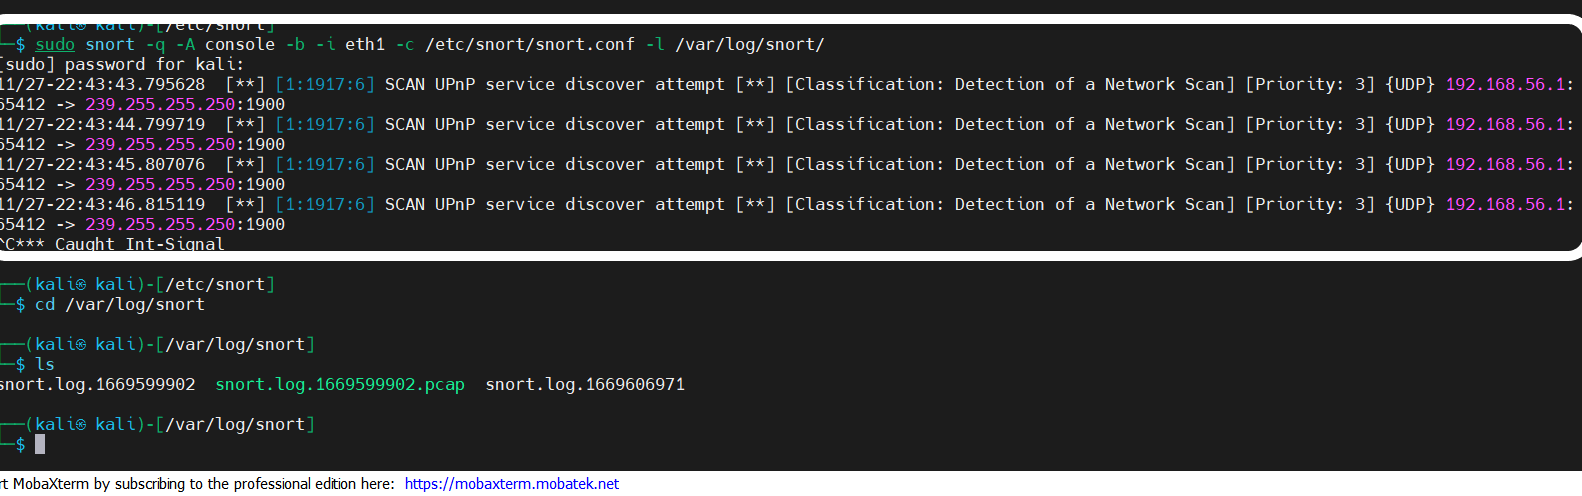 (kali㉿ kali)-[/etc/snort]
$ sudo snort -q -A console -b -i eth1 -c /etc/snort/snort.conf -l /var/log/snort/
[sudo] password for kali:
11/27-22:43:43.795628  [**] [1:1917:6] SCAN UPnP service discover attempt [**] [Classification: Detection of a Network Scan] [Priority: 3] {UDP} 192.168.56.1:
65412 -> 239.255.255.250:1900
11/27-22:43:44.799719  [**] [1:1917:6] SCAN UPnP service discover attempt [**] [Classification: Detection of a Network Scan] [Priority: 3] {UDP} 192.168.56.1:
65412 -> 239.255.255.250:1900
11/27-22:43:45.807076  [**] [1:1917:6] SCAN UPnP service discover attempt [**] [Classification: Detection of a Network Scan] [Priority: 3] {UDP} 192.168.56.1:
65412 -> 239.255.255.250:1900
11/27-22:43:46.815119  [**] [1:1917:6] SCAN UPnP service discover attempt [**] [Classification: Detection of a Network Scan] [Priority: 3] {UDP} 192.168.56.1:
65412 -> 239.255.255.250:1900
^C*** Caught Int-Signal
(kali㉿ kali)-[/etc/snort]
$ cd /var/log/snort
(kali㉿ kali)-[/var/log/snort]
$ ls
snort.log.1669599902  snort.log.1669599902.pcap  snort.log.1669606971
(kali㉿ kali)-[/var/log/snort]
$
rt MobaXterm by subscribing to the professional edition here:  https://mobaxterm.mobatek.net